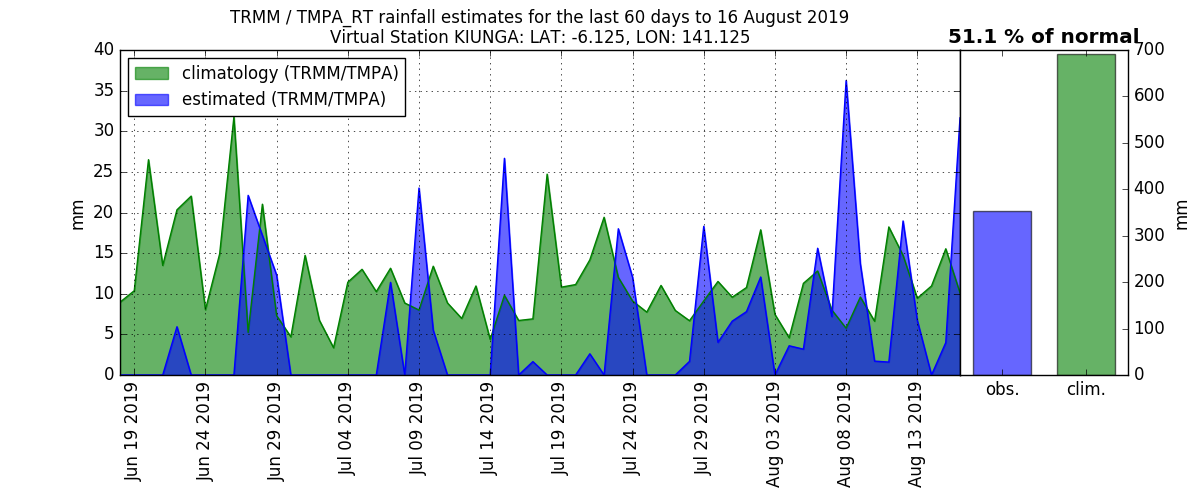 TRMM / TMPA_RT rainfall estimates for the last 60 days to 16 August 2019
Virtual Station KIUNGA: LAT: -6.125, LON: 141.125
51.1 % of normal
climatology (TRMM/TMPA)
estimated (TRMM/TMPA)
40
35
30
25
20
15
10
5
0
mm
700
600
500
400
300
200
100
0
mm
Jun 19 2019
Jun 24 2019
Jun 29 2019
Jul 04 2019
Jul 09 2019
Jul 14 2019
Jul 19 2019
Jul 24 2019
Jul 29 2019
Aug 03 2019
Aug 08 2019
Aug 13 2019
obs.
clim.